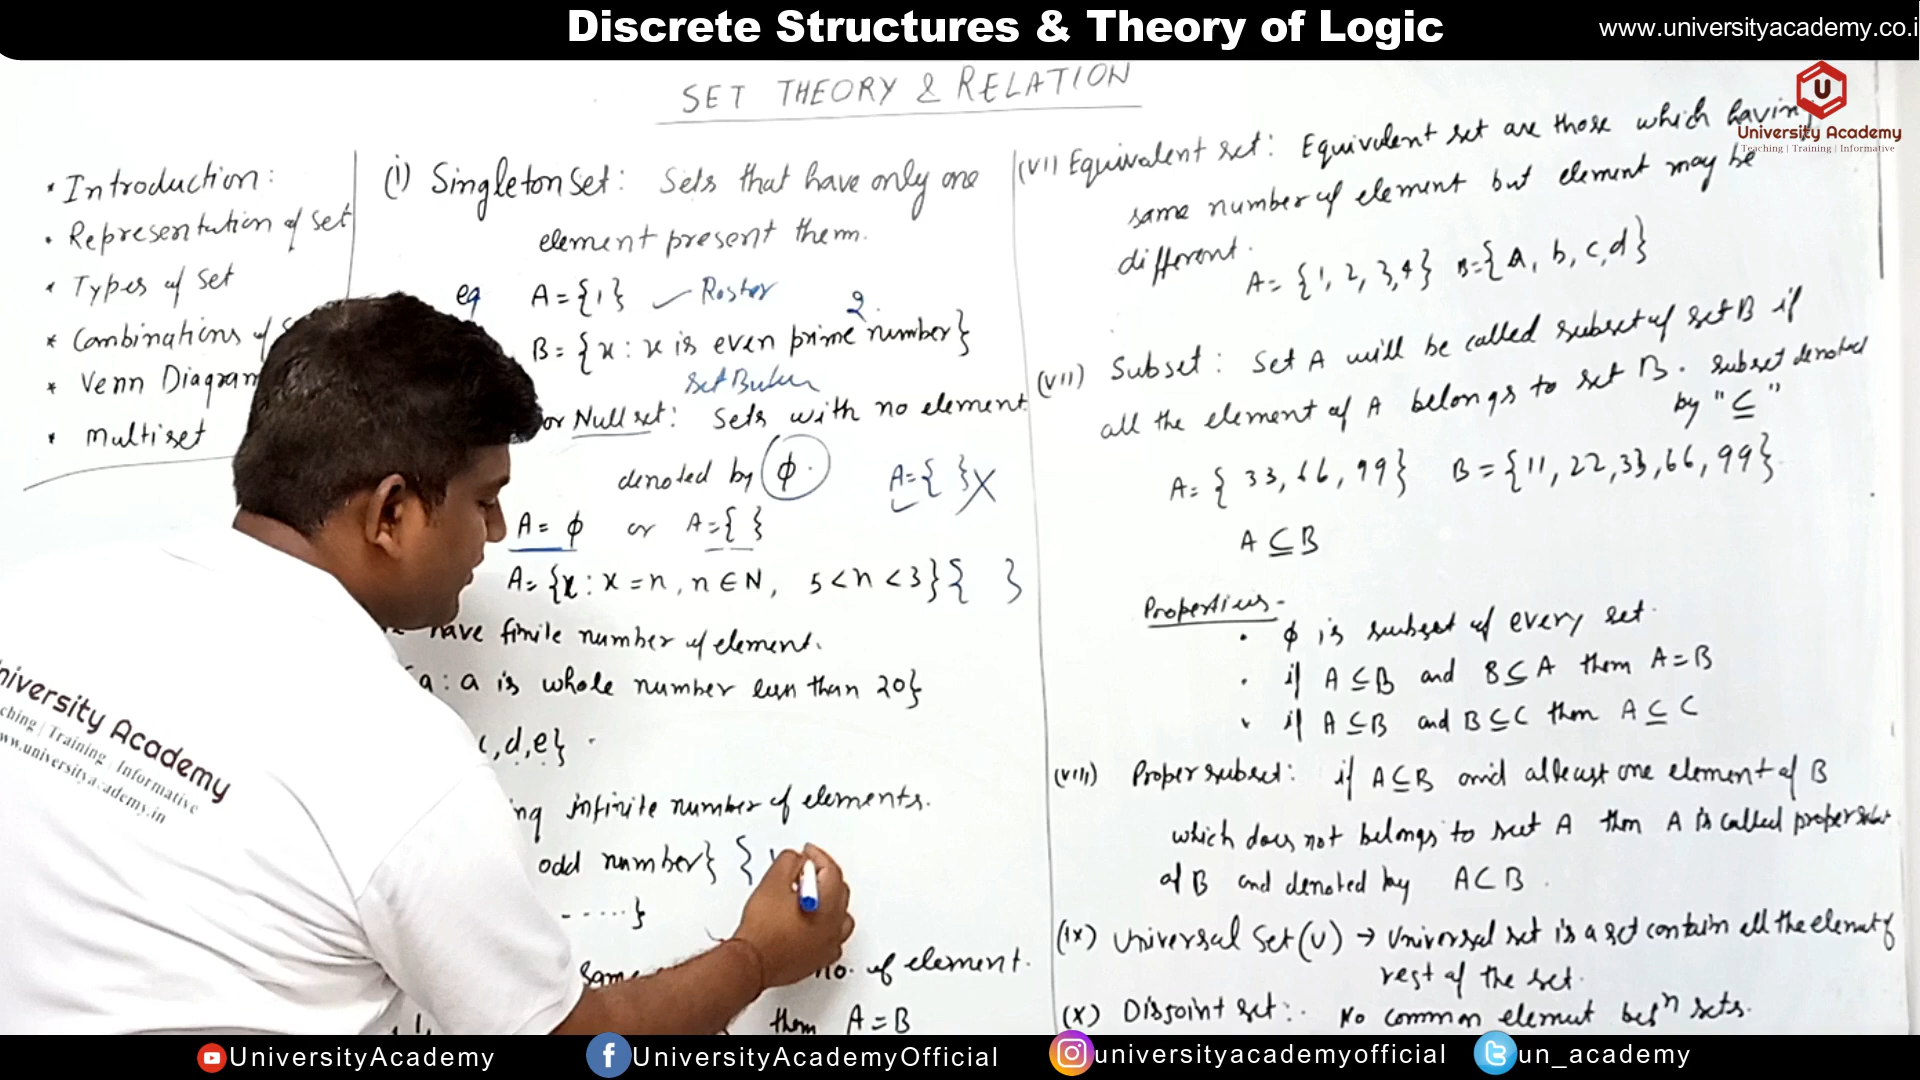 Discrete Structures & Theory of Logic
www.universityacademy.co.i
SET THEORY & RELATION
U
University Academy
Teaching | Training | Informative
• Introduction:
• Representation of set
• Types of set
* Combinations of S
* Venn Diagram
* Multiset
(i) Singleton Set: Sets that have only one
element present them.
eg A = {1} Roster
2.
B = {x : x is even prime number}
or Null set: Sets with no element
denoted by ϕ. A = { } X
A = ϕ or A = { }
A = {x : x = n, n ∈ N, 5 < n < 3} { }
have finite number of element.
a : a is whole number less than 20}
c, d, e}
ng infinite number of elements.
odd number} {
- ·····}
Same no. of element.
then A = B
(VI) Equivalent set: Equivalent set are those which having
same number of element but element may be
different.
A = {1, 2, 3, 4} B = {a, b, c, d}
(VII) Subset: Set A will be called subset of set B if
all the element of A belongs to set B. Subset denoted
by "⊆"
A = {33, 66, 99} B = {11, 22, 33, 66, 99}
A ⊆ B
Properties-
• ϕ is subset of every set.
• if A ⊆ B and B ⊆ A then A = B
• if A ⊆ B and B ⊆ C then A ⊆ C
(VIII) Proper subset: if A ⊆ B and atleast one element of B
which does not belongs to set A then A is called proper subset
of B and denoted by A ⊂ B.
(IX) Universal Set (U) → Universal set is a set contain all the element of
rest of the set.
(X) Disjoint set:. No common element betⁿ sets.
niversity Academy
ching | Training | Informative
ww.universityacademy.in
UniversityAcademy
UniversityAcademyOfficial
universityacademyofficial
un_academy